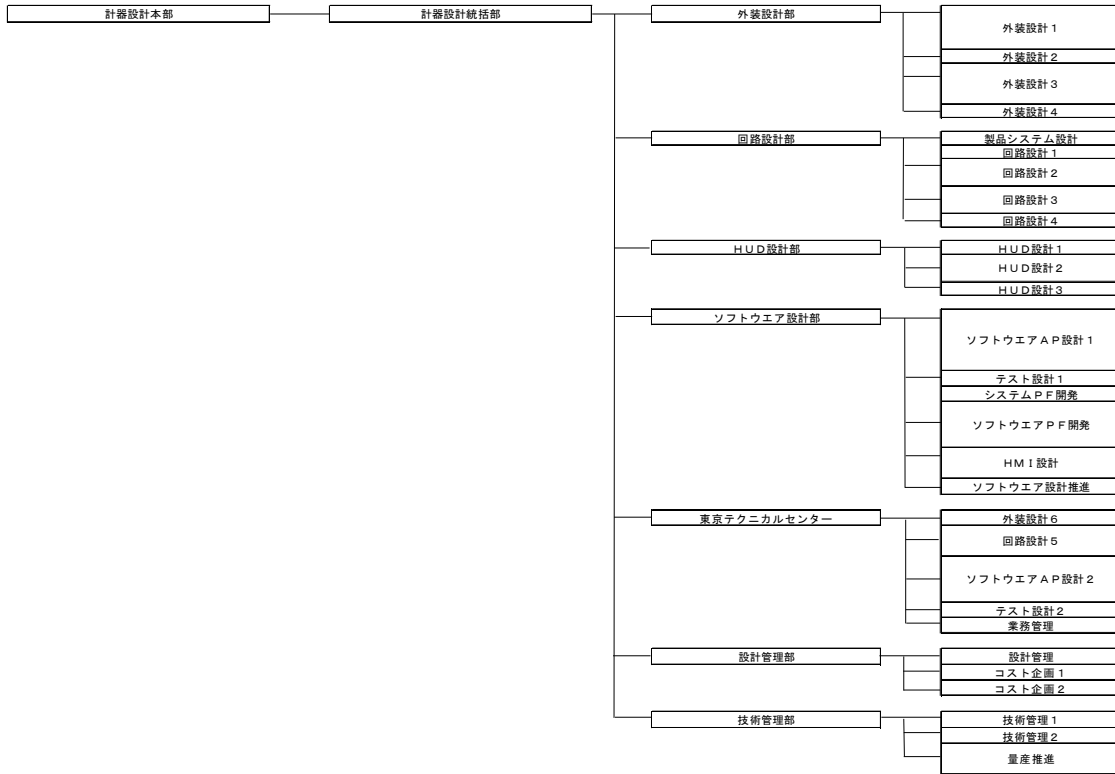 計器設計本部
計器設計統括部
外装設計部
外装設計１
外装設計２
外装設計３
外装設計４
回路設計部
製品システム設計
回路設計１
回路設計２
回路設計３
回路設計４
ＨＵＤ設計部
ＨＵＤ設計１
ＨＵＤ設計２
ＨＵＤ設計３
ソフトウエア設計部
ソフトウエアＡＰ設計１
テスト設計１
システムＰＦ開発
ソフトウエアＰＦ開発
ＨＭＩ設計
ソフトウエア設計推進
東京テクニカルセンター
外装設計６
回路設計５
ソフトウエアＡＰ設計２
テスト設計２
業務管理
設計管理部
設計管理
コスト企画１
コスト企画２
技術管理部
技術管理１
技術管理２
量産推進